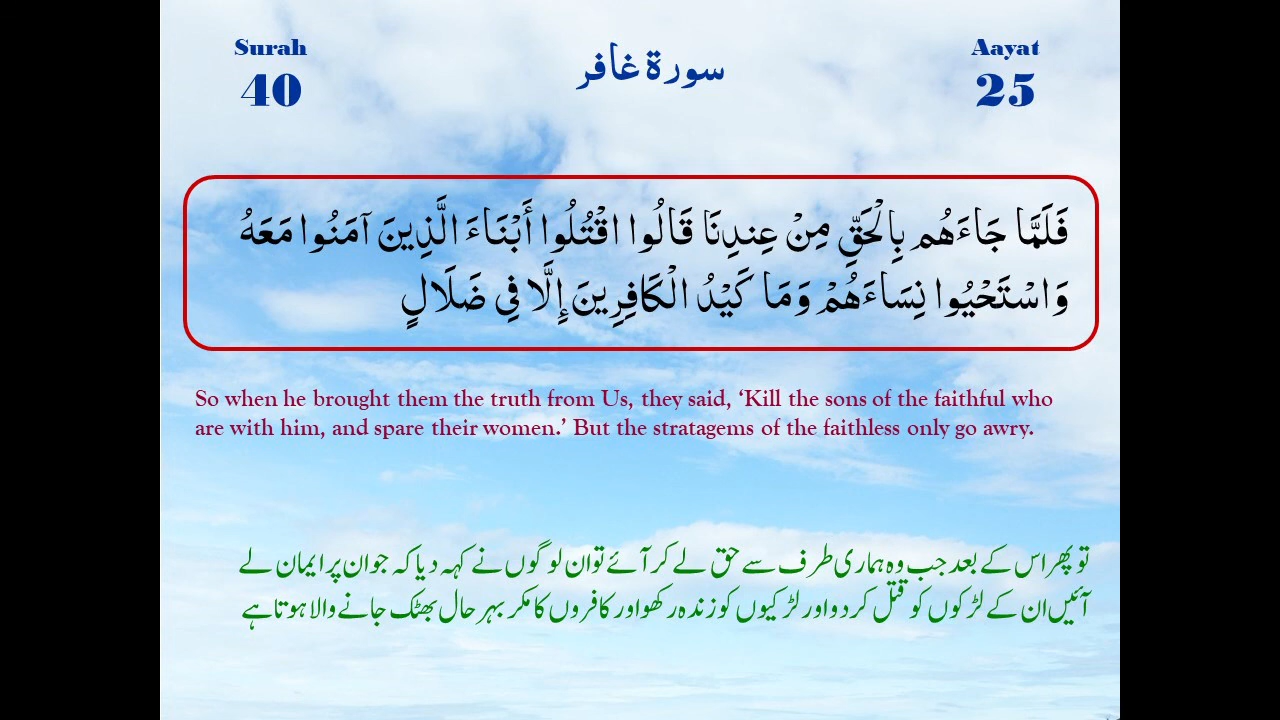 Surah
40
سورة غافر
Aayat
25
فَلَمَّا جَاءَهُم بِالْحَقِّ مِنْ عِندِنَا قَالُوا اقْتُلُوا أَبْنَاءَ الَّذِينَ آمَنُوا مَعَهُ
وَاسْتَحْيُوا نِسَاءَهُمْ وَمَا كَيْدُ الْكَافِرِينَ إِلَّا فِي ضَلَالٍ
So when he brought them the truth from Us, they said, ‘Kill the sons of the faithful who
are with him, and spare their women.’ But the stratagems of the faithless only go awry.
تو پھر اس کے بعد جب وہ ہماری طرف سے حق لے کر آئے تو ان لوگوں نے کہہ دیا کہ جو ان پر ایمان لے
آئیں ان کے لڑکوں کو قتل کردو اور لڑکیوں کو زندہ رکھو اور کافروں کا مکر بہرحال بھٹک جانے والا ہوتا ہے